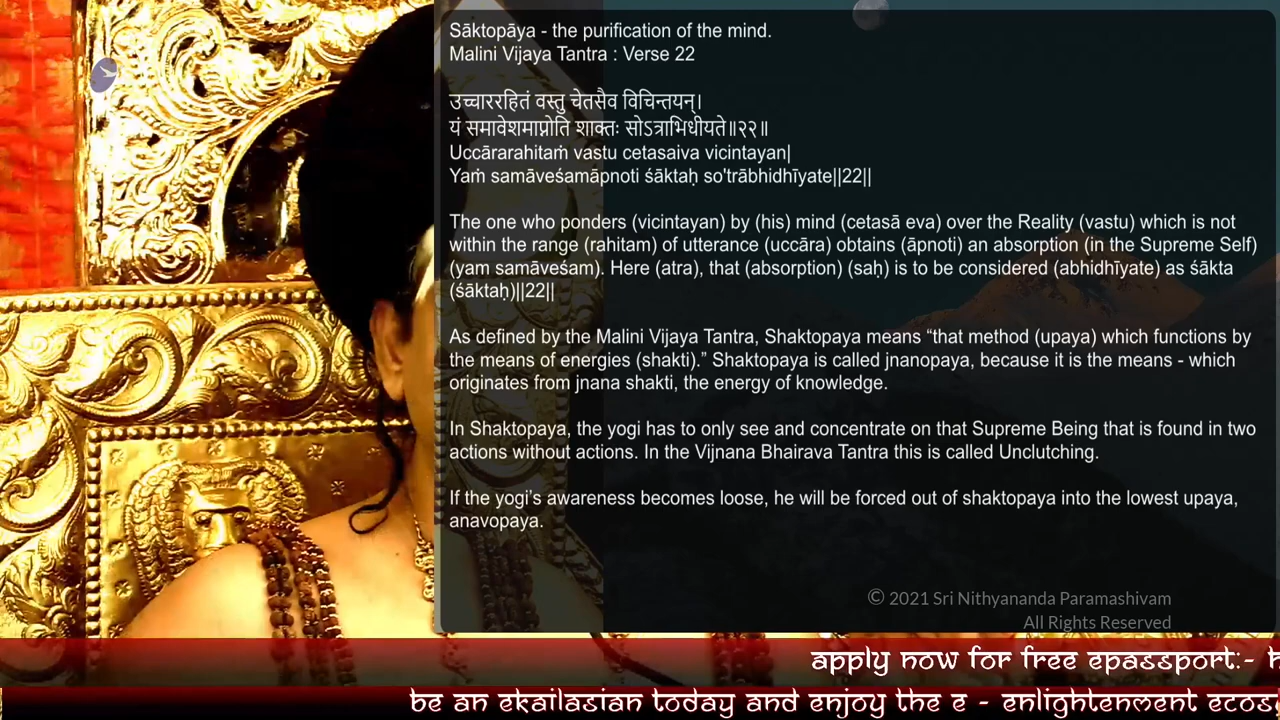 Sāktopāya - the purification of the mind.
Malini Vijaya Tantra : Verse 22
उच्चाररहितं वस्तु चेतसैव विचिन्तयन्।
यं समावेशमाप्नोति शाक्तः सोऽत्राभिधीयते॥२२॥
Uccārarahitaṁ vastu cetasaiva vicintayan|
Yaṁ samāveśamāpnoti śāktaḥ so'trābhidhīyate||22||
The one who ponders (vicintayan) by (his) mind (cetasā eva) over the Reality (vastu) which is not
within the range (rahitam) of utterance (uccāra) obtains (āpnoti) an absorption (in the Supreme Self)
(yam samāveśam). Here (atra), that (absorption) (saḥ) is to be considered (abhidhīyate) as śākta
(śāktaḥ)||22||
As defined by the Malini Vijaya Tantra, Shaktopaya means “that method (upaya) which functions by
the means of energies (shakti).” Shaktopaya is called jnanopaya, because it is the means - which
originates from jnana shakti, the energy of knowledge.
In Shaktopaya, the yogi has to only see and concentrate on that Supreme Being that is found in two
actions without actions. In the Vijnana Bhairava Tantra this is called Unclutching.
If the yogi’s awareness becomes loose, he will be forced out of shaktopaya into the lowest upaya,
anavopaya.
© 2021 Sri Nithyananda Paramashivam
All Rights Reserved
apply now for free epassport:- h
be an ekailasian today and enjoy the e - enlightenment ecos